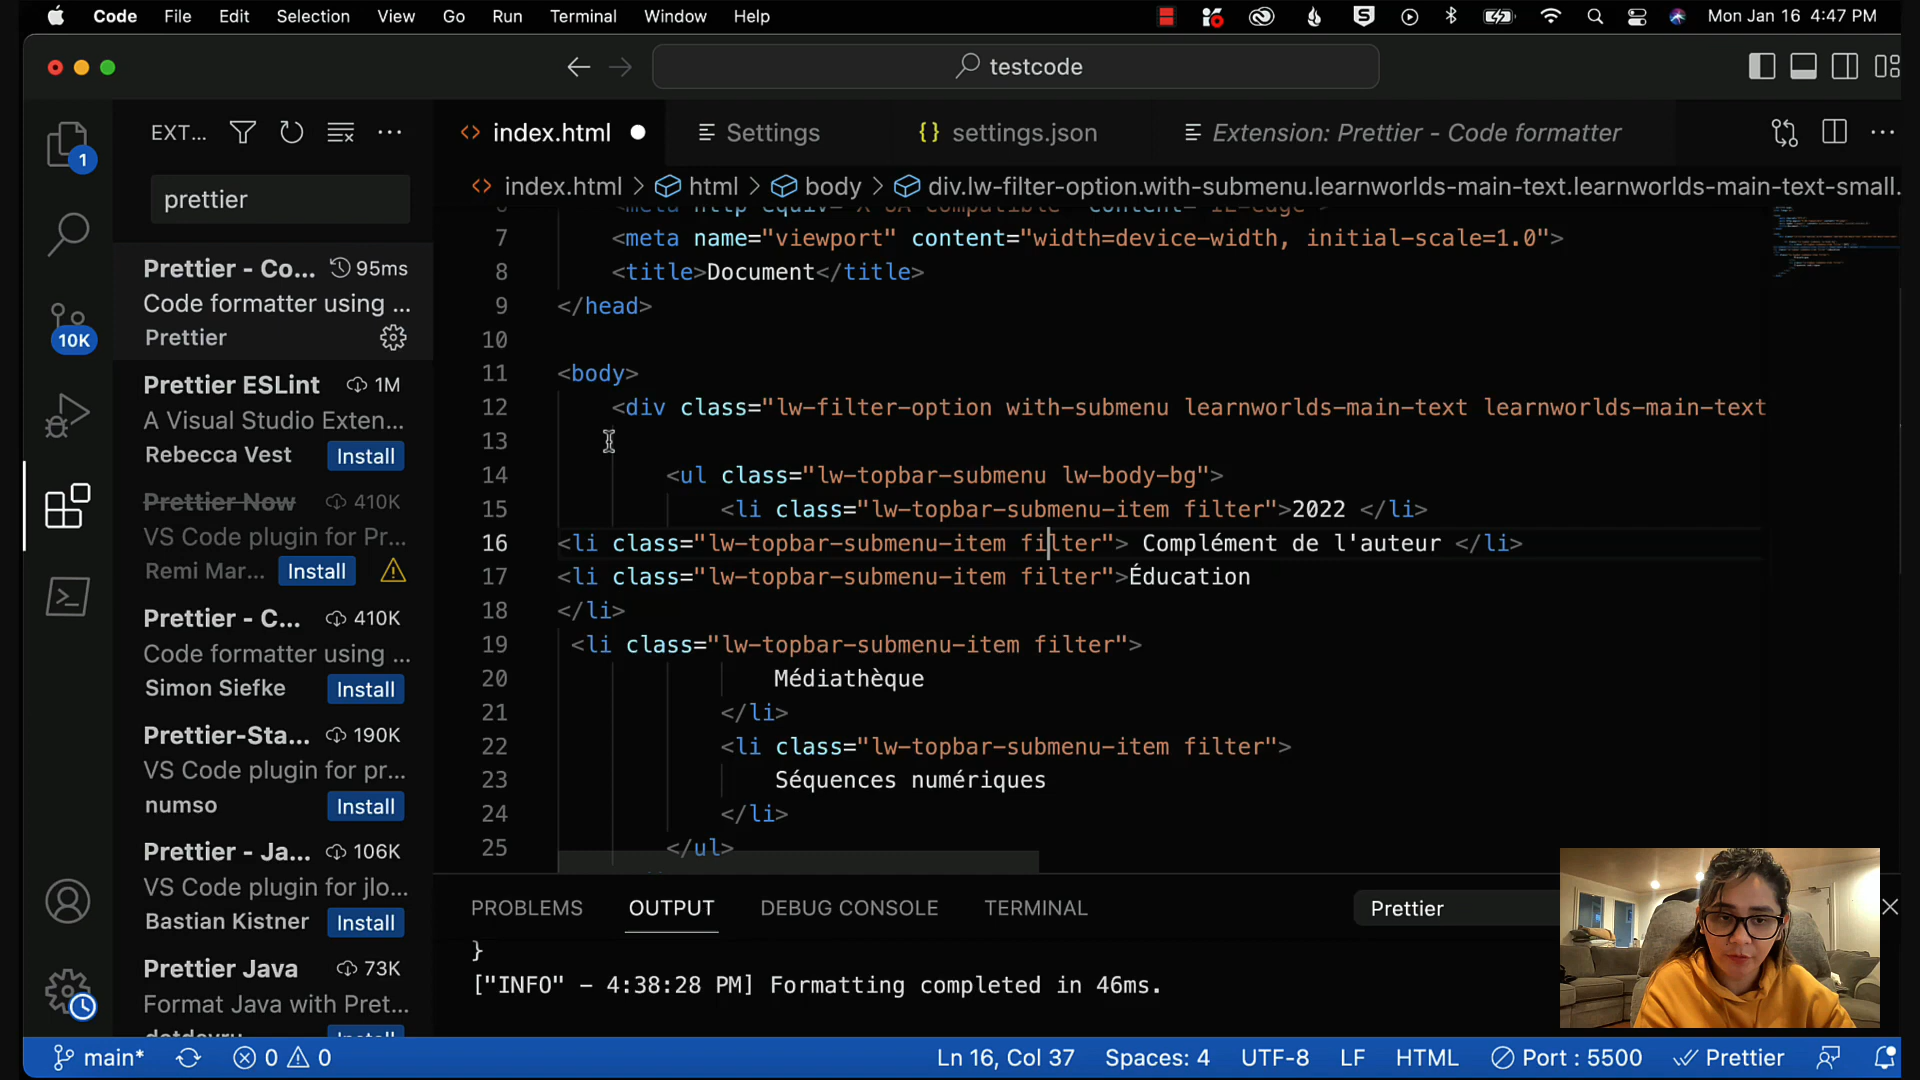 Code File Edit Selection View Go Run Terminal Window Help Mon Jan 16 4:47 PM
testcode
EXT... index.html Settings {} settings.json Extension: Prettier - Code formatter
1
prettier
index.html > html > body > div.lw-filter-option.with-submenu.learnworlds-main-text.learnworlds-main-text-small.
Prettier - Co... 95ms
Code formatter using ...
Prettier
10K
Prettier ESLint 1M
A Visual Studio Exten...
Rebecca Vest Install
Prettier Now 410K
VS Code plugin for Pr...
Remi Mar... Install
Prettier - C... 410K
Code formatter using ...
Simon Siefke Install
Prettier-Sta... 190K
VS Code plugin for pr...
numso Install
Prettier - Ja... 106K
VS Code plugin for jlo...
Bastian Kistner Install
Prettier Java 73K
Format Java with Pret...
7 <meta name="viewport" content="width=device-width, initial-scale=1.0">
8 <title>Document</title>
9 </head>
10
11 <body>
12 <div class="lw-filter-option with-submenu learnworlds-main-text learnworlds-main-text
13
14 <ul class="lw-topbar-submenu lw-body-bg">
15 <li class="lw-topbar-submenu-item filter">2022 </li>
16 <li class="lw-topbar-submenu-item filter"> Complément de l'auteur </li>
17 <li class="lw-topbar-submenu-item filter">Éducation
18 </li>
19 <li class="lw-topbar-submenu-item filter">
20 Médiathèque
21 </li>
22 <li class="lw-topbar-submenu-item filter">
23 Séquences numériques
24 </li>
25 </ul>
PROBLEMS OUTPUT DEBUG CONSOLE TERMINAL Prettier
}
["INFO" - 4:38:28 PM] Formatting completed in 46ms.
main* 0 0 Ln 16, Col 37 Spaces: 4 UTF-8 LF HTML Port : 5500 Prettier